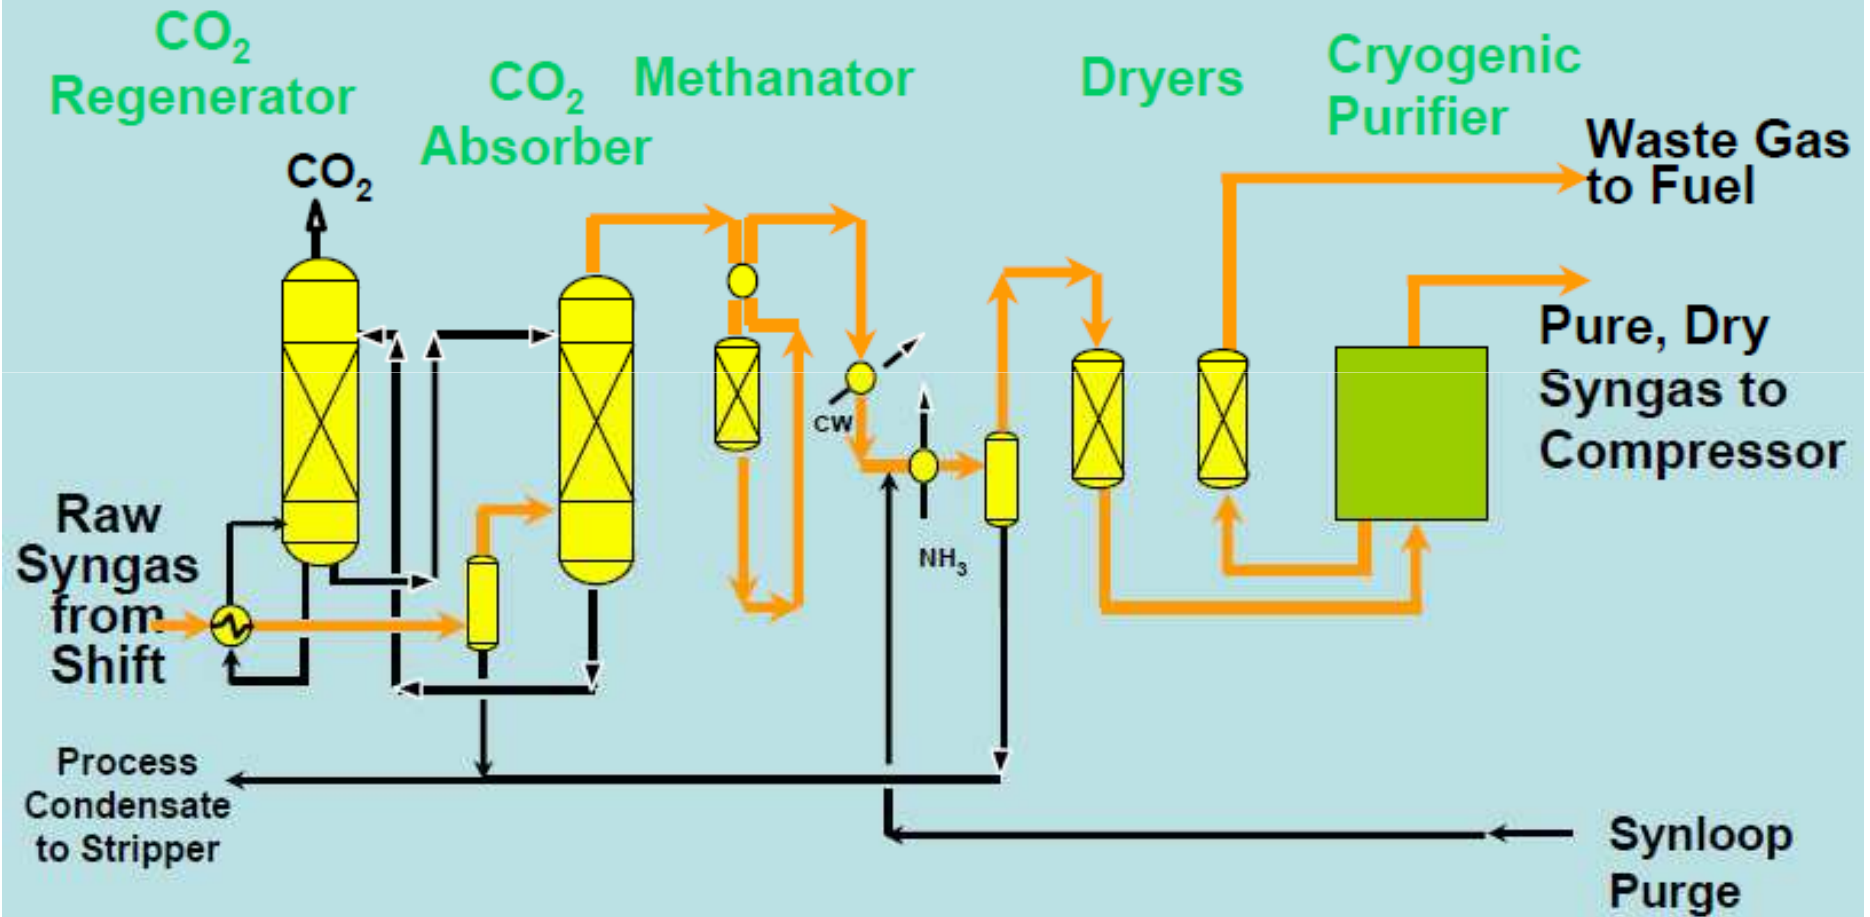 CO2
Regenerator
CO2
Absorber
Methanator
Dryers
Cryogenic
Purifier
CO2
Waste Gas
to Fuel
Pure, Dry
Syngas to
Compressor
CW
NH3
Raw
Syngas
from
Shift
Process
Condensate
to Stripper
Synloop
Purge